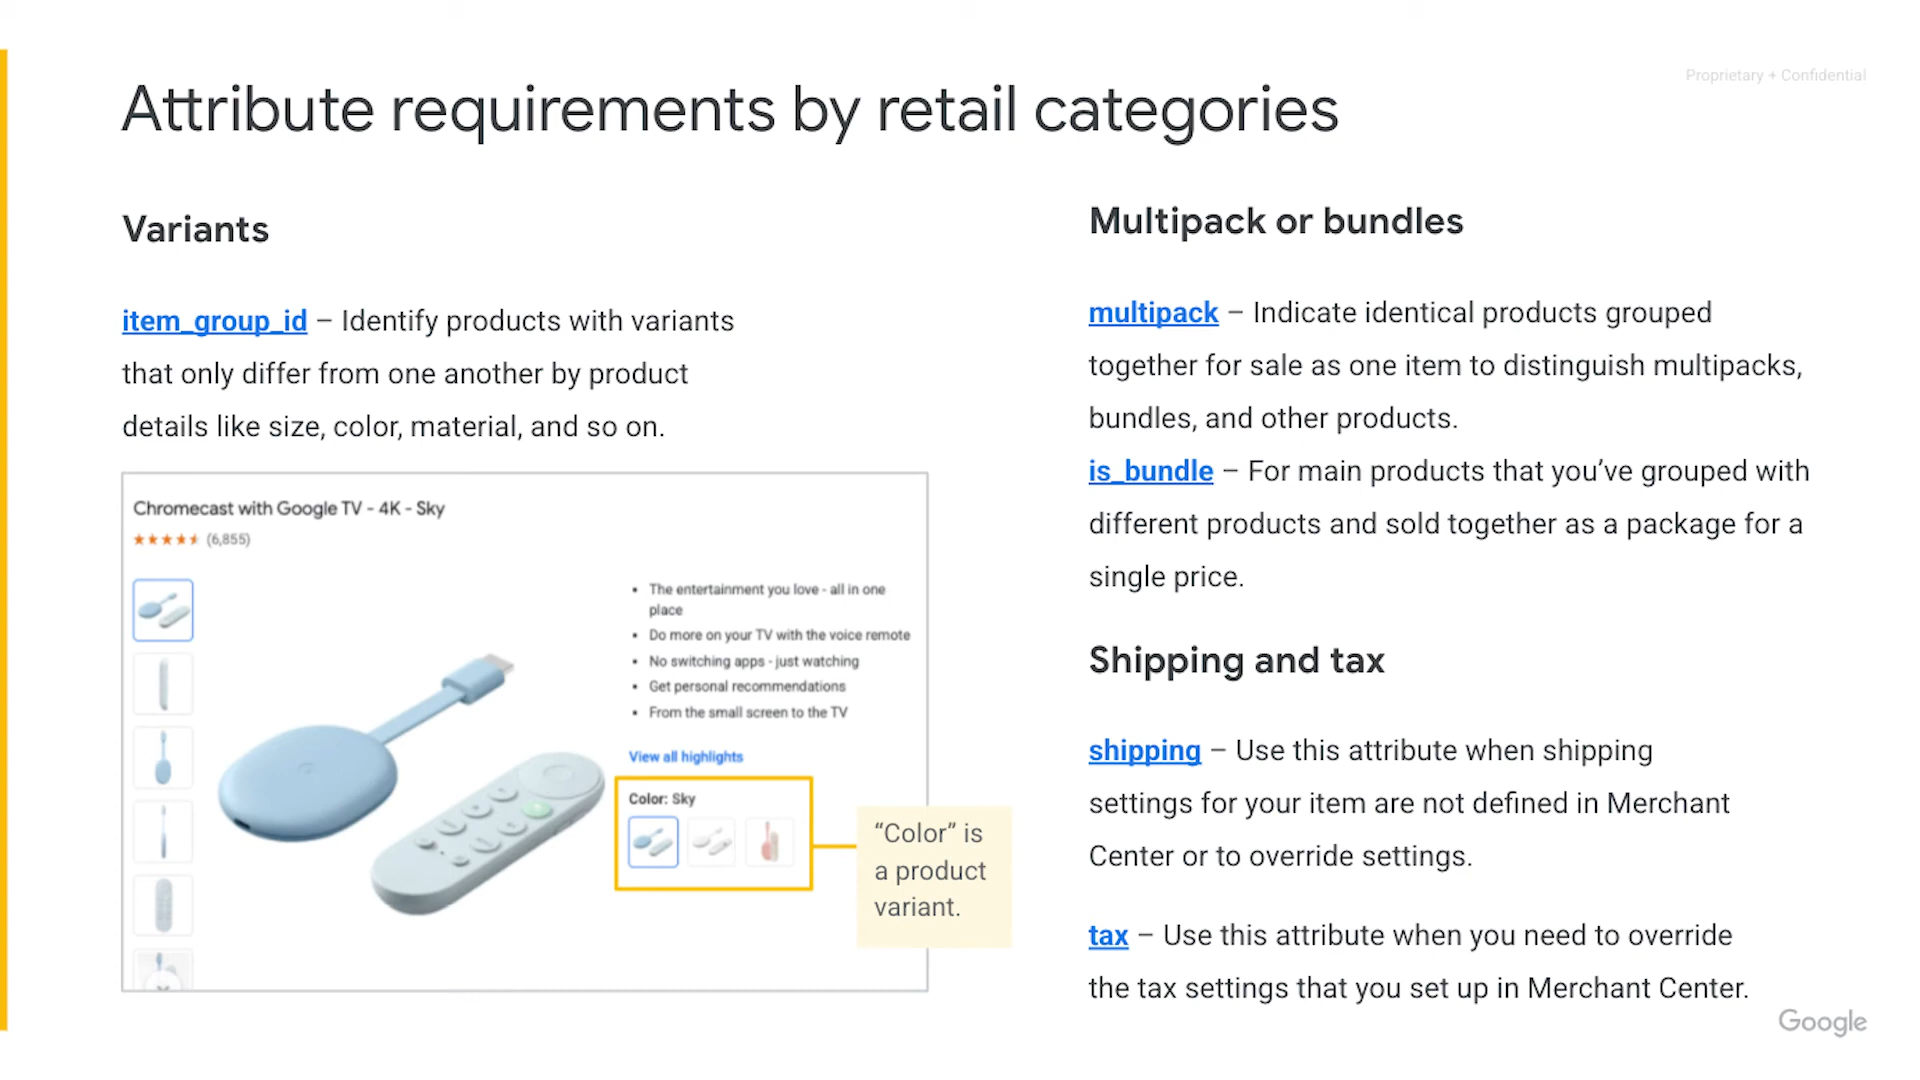 Proprietary + Confidential
Attribute requirements by retail categories
Variants
item_group_id – Identify products with variants
that only differ from one another by product
details like size, color, material, and so on.
Chromecast with Google TV - 4K - Sky
(6,855)
• The entertainment you love - all in one
place
• Do more on your TV with the voice remote
• No switching apps - just watching
• Get personal recommendations
• From the small screen to the TV
View all highlights
Color: Sky
“Color” is
a product
variant.
Multipack or bundles
multipack – Indicate identical products grouped
together for sale as one item to distinguish multipacks,
bundles, and other products.
is_bundle – For main products that you’ve grouped with
different products and sold together as a package for a
single price.
Shipping and tax
shipping – Use this attribute when shipping
settings for your item are not defined in Merchant
Center or to override settings.
tax – Use this attribute when you need to override
the tax settings that you set up in Merchant Center.
Google